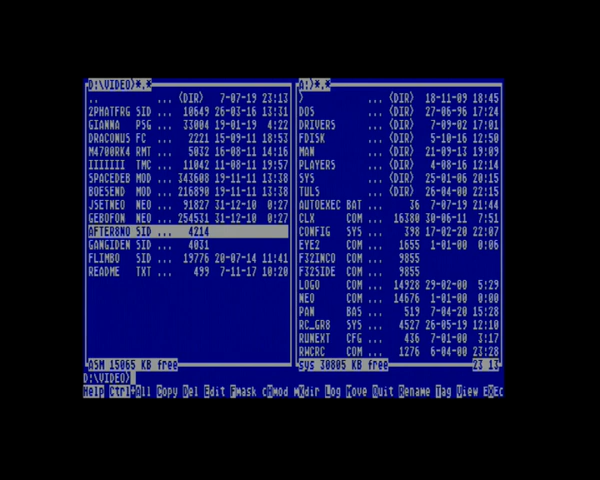 D:\VIDEO>*.*
.. ... <DIR> 7-07-19 23:13
2PHATFRG SID ... 10649 26-03-16 13:31
GIANNA PSG ... 33004 19-01-19 4:22
DRACONUS FC ... 2221 15-09-11 18:53
M4700RK4 RMT ... 5032 16-08-11 14:16
IIIIIII TMC ... 11042 11-08-11 19:57
SPACEDEB MOD ... 343608 19-11-11 13:38
BOESEND MOD ... 216890 19-11-11 13:38
JSETNEO NEO ... 91827 31-12-10 0:27
GEBOFON NEO ... 254531 31-12-10 0:27
AFTER8NO SID ... 4214
GANGIDEN SID ... 4031
FLIMBO SID ... 19776 20-07-14 11:41
README TXT ... 499 7-11-17 10:20
ASM 15065 KB free
A:>*.*
> ... <DIR> 18-11-09 18:45
DOS ... <DIR> 27-06-96 17:24
DRIVERS ... <DIR> 7-09-02 17:01
FDISK ... <DIR> 5-10-16 12:50
MAN ... <DIR> 21-09-13 19:09
PLAYERS ... <DIR> 4-08-16 12:14
SYS ... <DIR> 25-01-06 20:15
TULS ... <DIR> 26-04-00 22:15
AUTOEXEC BAT ... 36 7-07-19 21:44
CLX COM ... 16380 30-06-11 7:51
CONFIG SYS ... 398 17-02-20 22:07
EYE2 COM ... 1655 1-01-00 0:06
F32INCO COM ... 9855
F32SIDE COM ... 9855
LOGO COM ... 14928 29-02-00 5:29
NEO COM ... 14676 1-01-00 0:00
PAN BAS ... 519 7-04-20 15:28
RC_GR8 SYS ... 4527 26-05-19 12:10
RUNEXT CFG ... 436 7-01-00 3:17
RWCRC COM ... 1276 6-04-00 23:28
sys 30805 KB free 23 13
D:\VIDEO>
Help Ctrl+All Copy Del Edit Fmask cHmod mKdir Log Move Quit Rename Tag View EXEc